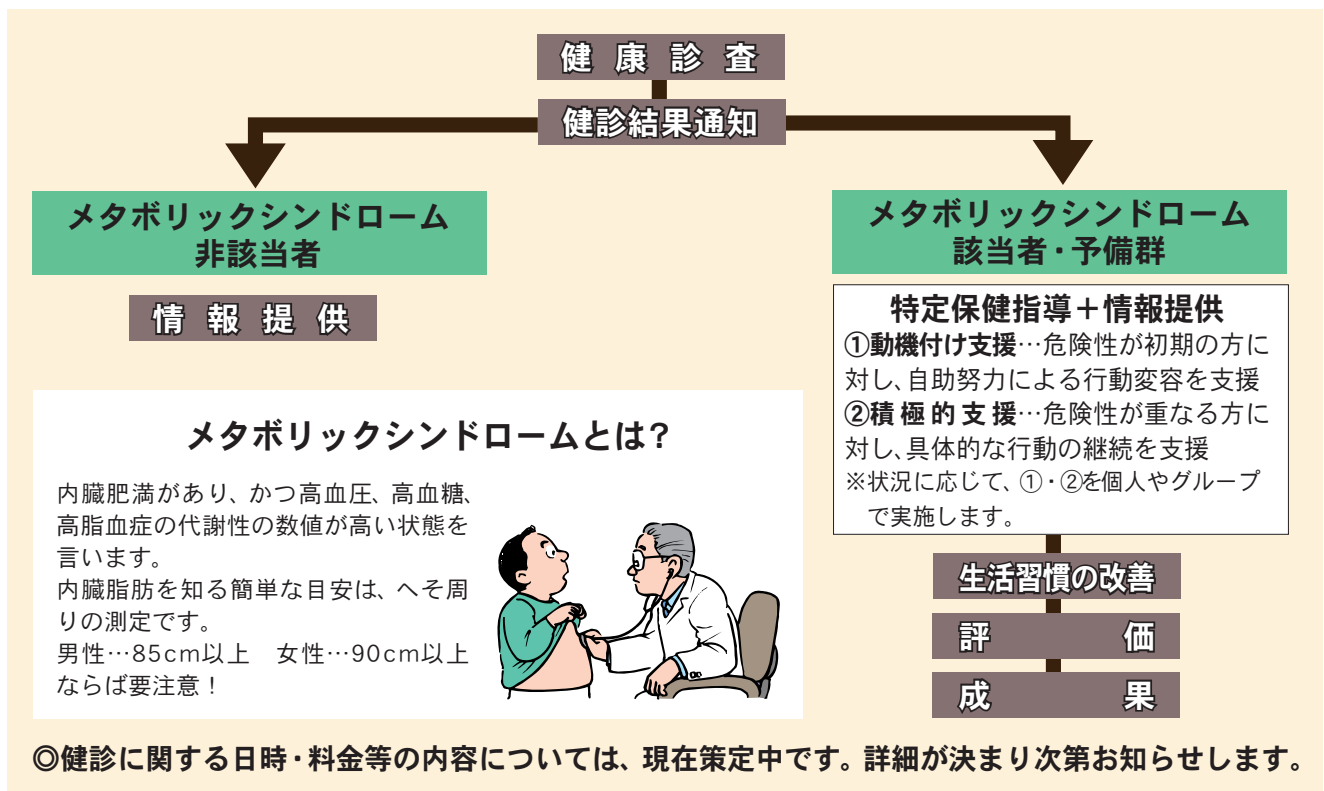 健康診査
健診結果通知
メタボリックシンドローム
非該当者
情報提供
メタボリックシンドロームとは?
内臓肥満があり、かつ高血圧、高血糖、
高脂血症の代謝性の数値が高い状態を
言います。
内臓脂肪を知る簡単な目安は、へそ周
りの測定です。
男性…85cm以上　女性…90cm以上
ならば要注意!
メタボリックシンドローム
該当者・予備群
特定保健指導+情報提供
①動機付け支援…危険性が初期の方に
対し、自助努力による行動変容を支援
②積極的支援…危険性が重なる方に
対し、具体的な行動の継続を支援
※状況に応じて、①・②を個人やグループ
で実施します。
生活習慣の改善
評価
成果
◎健診に関する日時・料金等の内容については、現在策定中です。詳細が決まり次第お知らせします。